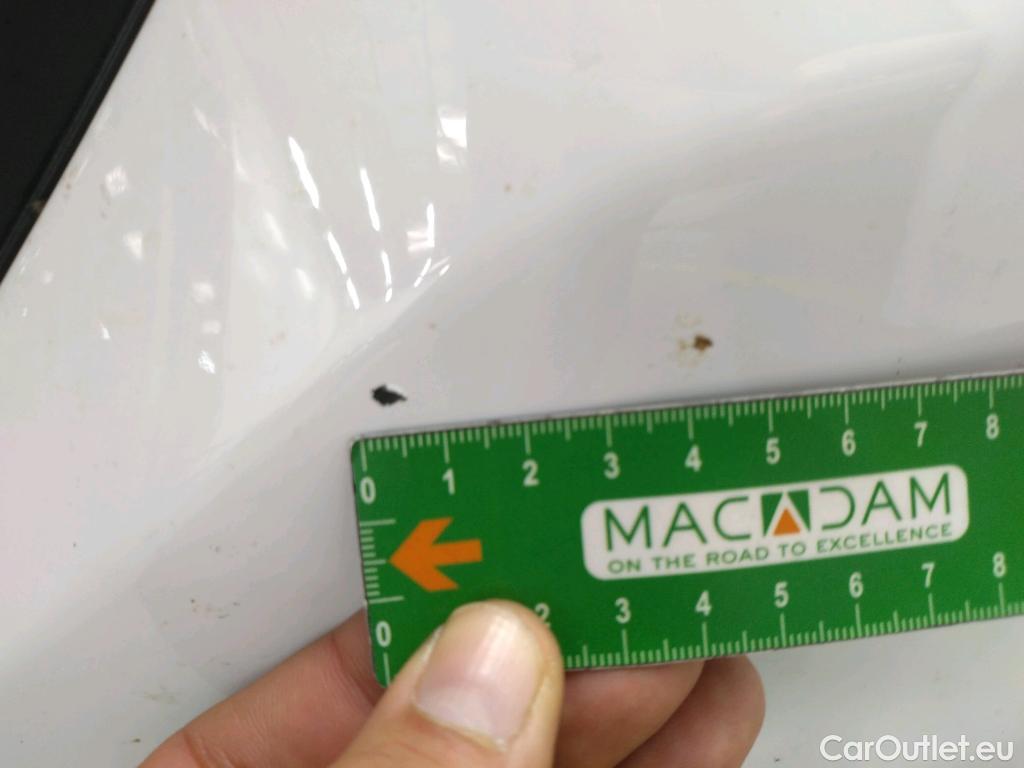 0 1 2 3 4 5 6 7 8
MACADAM
ON THE ROAD TO EXCELLENCE
0 2 3 4 5 6 7 8
CarOutlet.eu